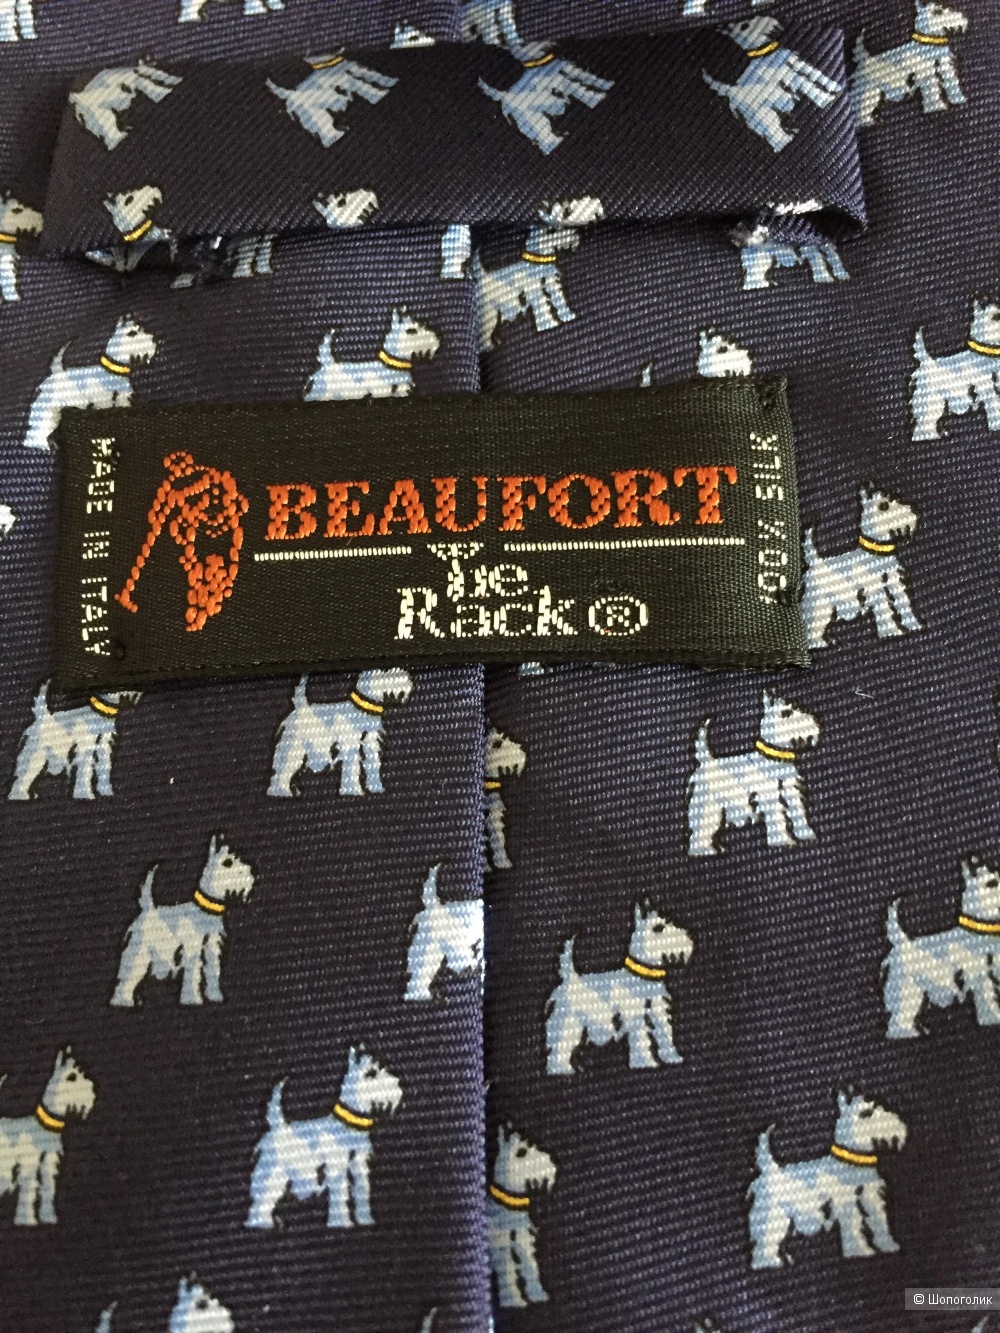 MADE IN ITALY
BEAUFORT
Tie
Rack®
100% SILK
© Шопоголик